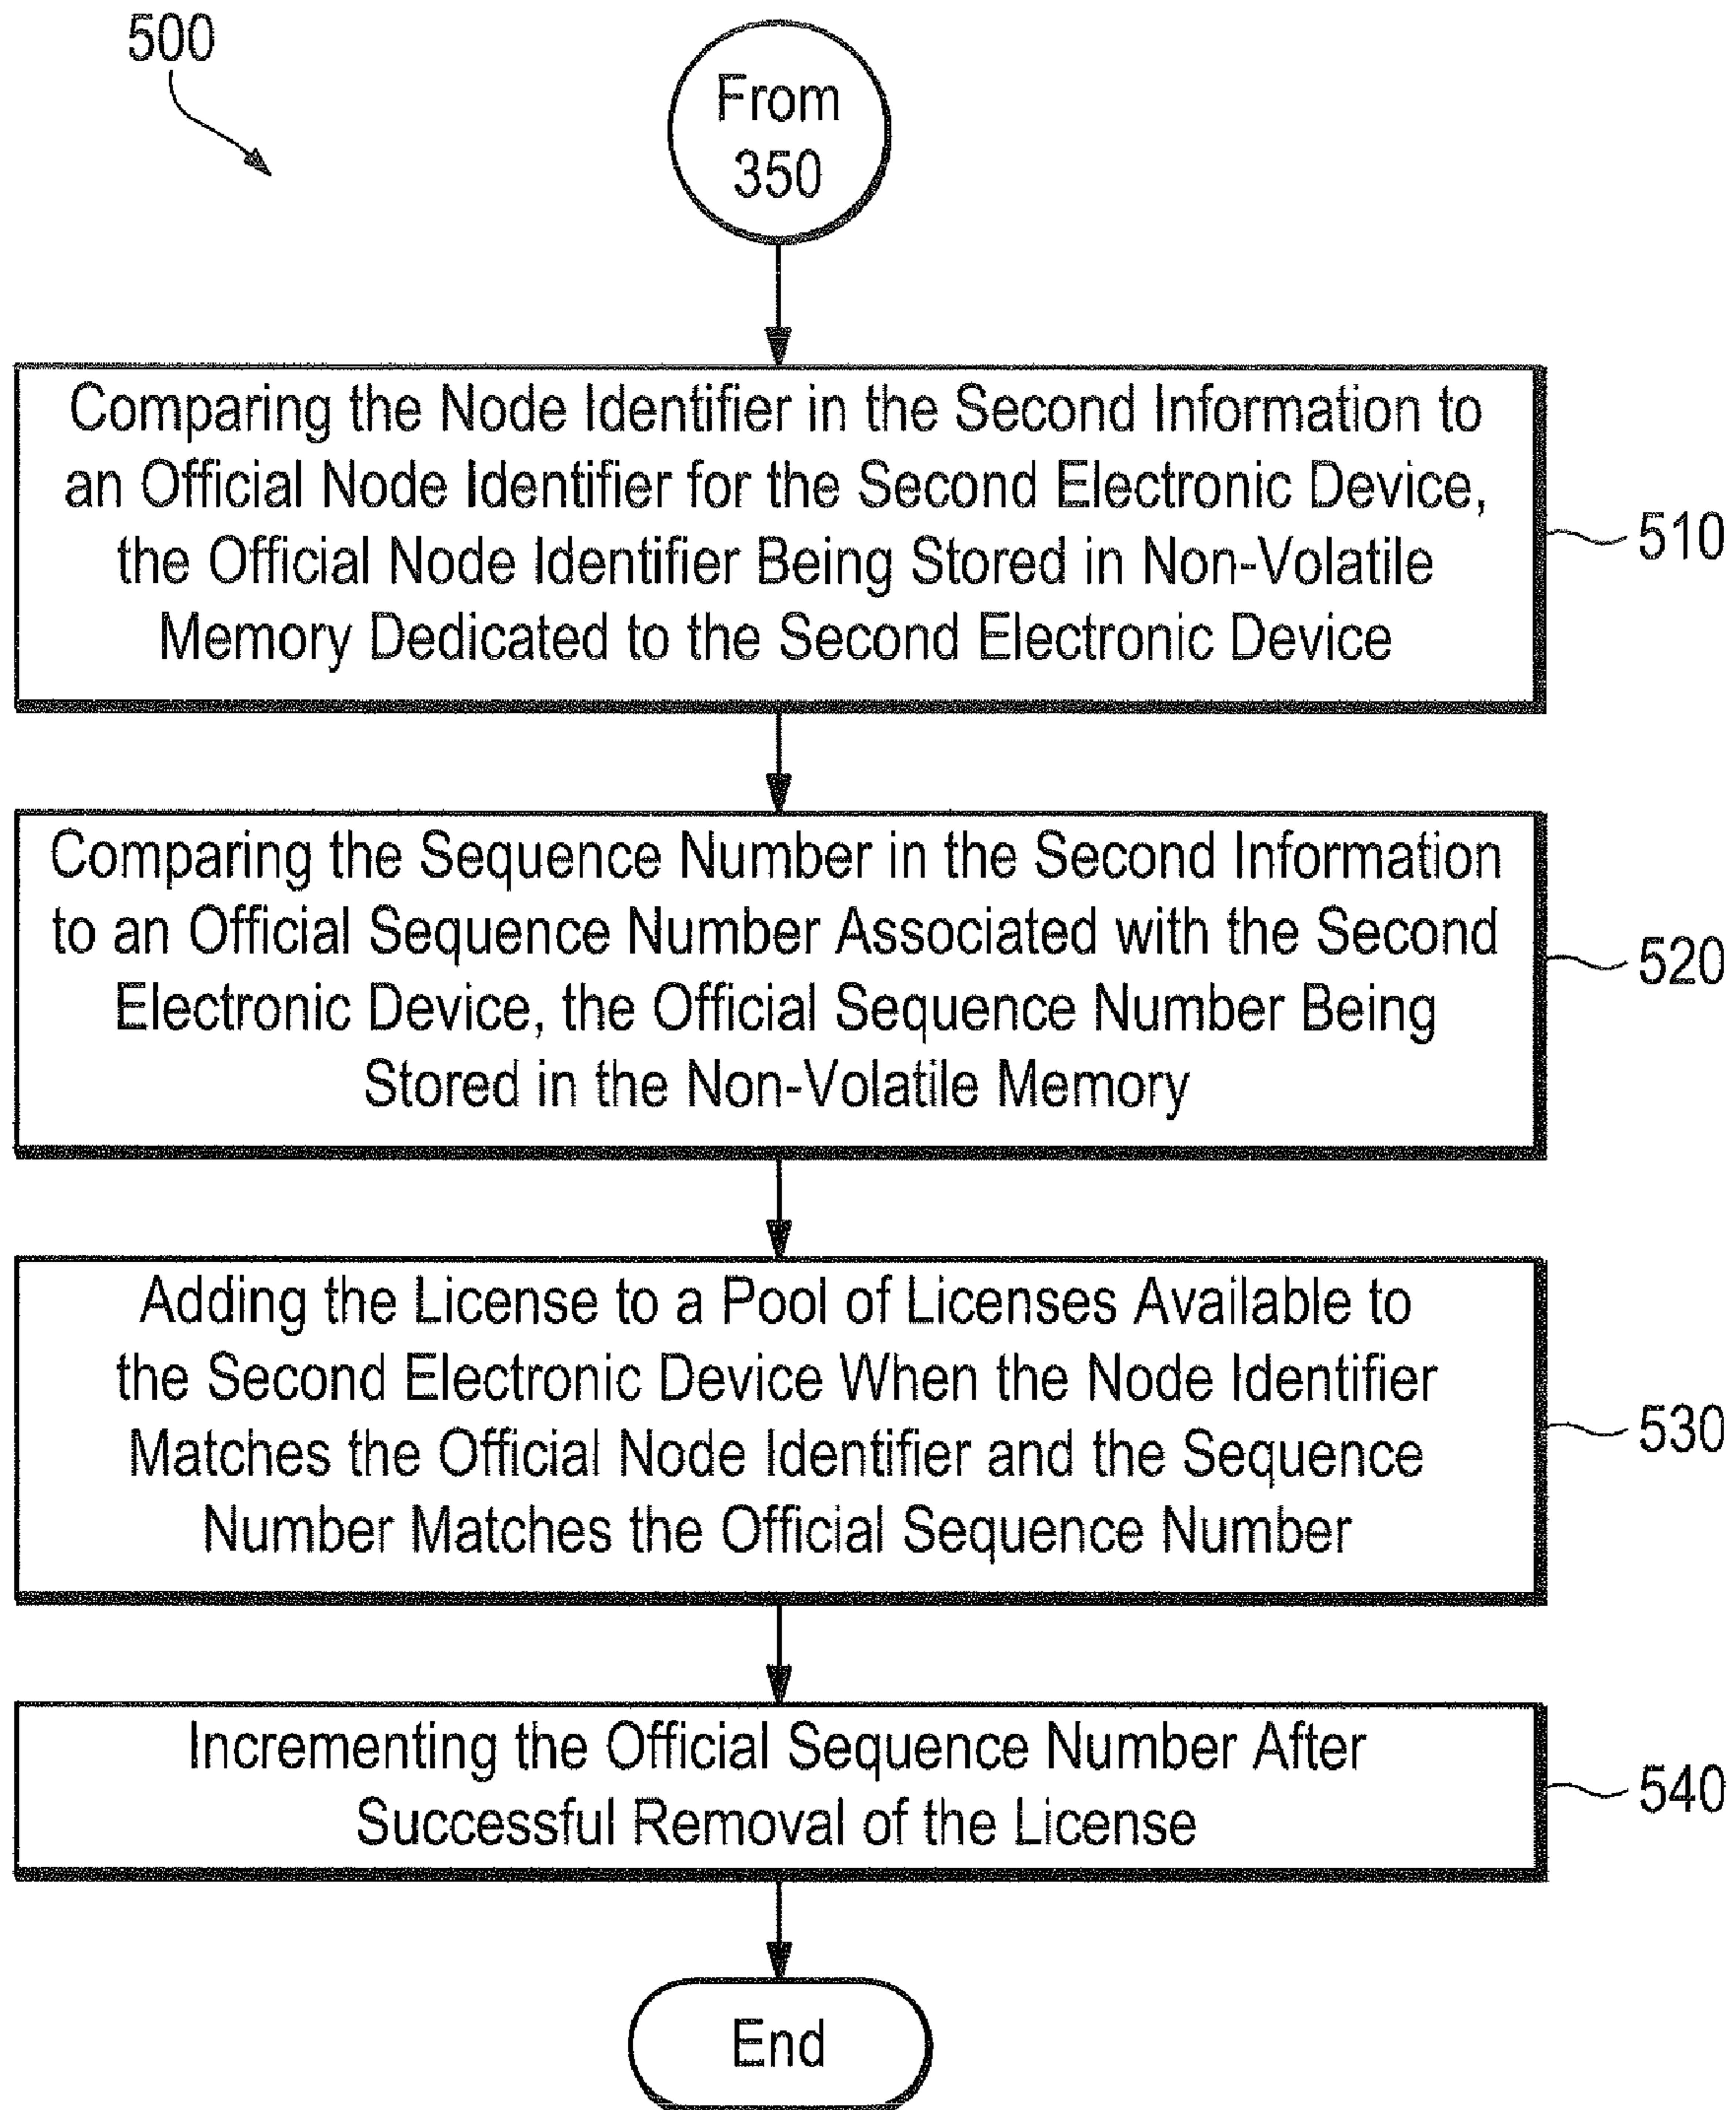 500
From
350
Comparing the Node Identifier in the Second Information to
an Official Node Identifier for the Second Electronic Device,
the Official Node Identifier Being Stored in Non-Volatile
Memory Dedicated to the Second Electronic Device
510
Comparing the Sequence Number in the Second Information
to an Official Sequence Number Associated with the Second
Electronic Device, the Official Sequence Number Being
Stored in the Non-Volatile Memory
520
Adding the License to a Pool of Licenses Available to
the Second Electronic Device When the Node Identifier
Matches the Official Node Identifier and the Sequence
Number Matches the Official Sequence Number
530
Incrementing the Official Sequence Number After
Successful Removal of the License
540
End